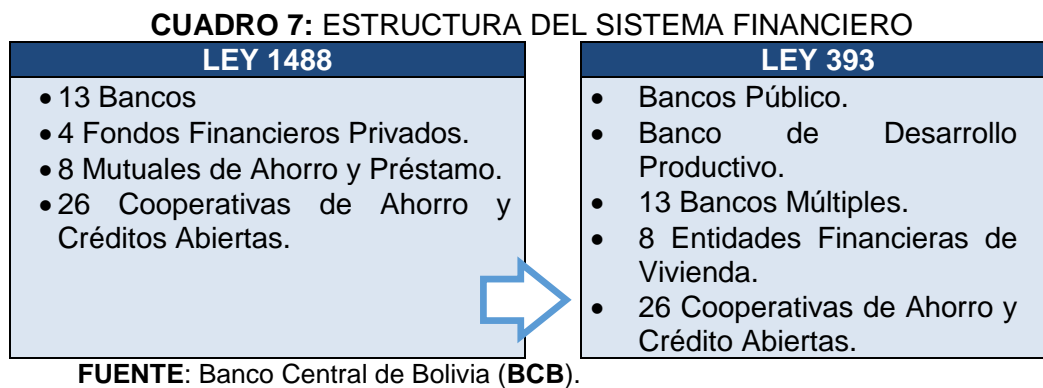 CUADRO 7: ESTRUCTURA DEL SISTEMA FINANCIERO
LEY 1488
• 13 Bancos
• 4 Fondos Financieros Privados.
• 8 Mutuales de Ahorro y Préstamo.
• 26 Cooperativas de Ahorro y
Créditos Abiertas.
LEY 393
• Bancos Público.
• Banco de Desarrollo
Productivo.
• 13 Bancos Múltiples.
• 8 Entidades Financieras de
Vivienda.
• 26 Cooperativas de Ahorro y
Crédito Abiertas.
FUENTE: Banco Central de Bolivia (BCB).